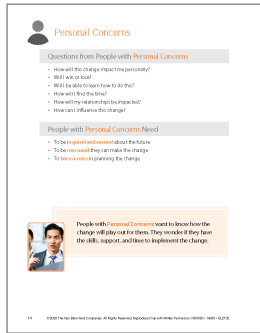 Personal Concerns
Questions from People with Personal Concerns
• How will this change impact me personally?
• Will I win or lose?
• Will I be able to learn how to do this?
• How will I find the time?
• How will my relationships be impacted?
• How can I influence this change?
People with Personal Concerns Need
• To be inspired and excited about the future
• To be reassured they can make the change
• To have a voice in planning the change
People with Personal Concerns want to know how the
change will play out for them. They wonder if they have
the skills, support, and time to implement the change.
14